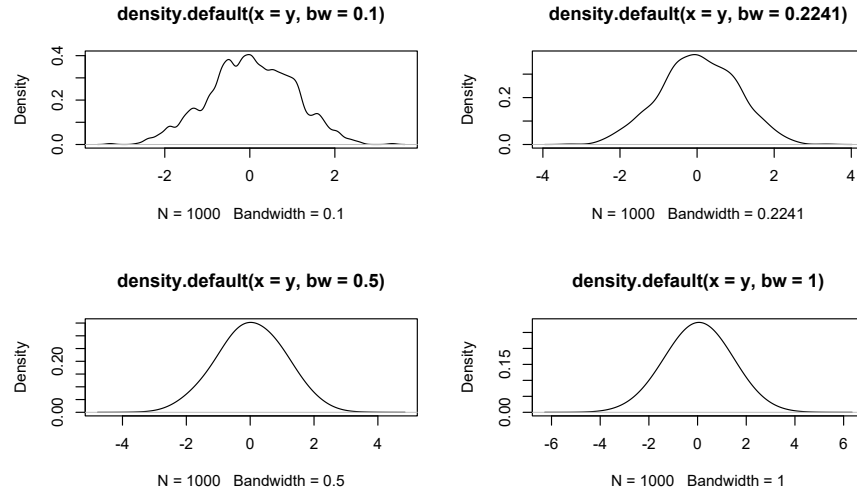 density.default(x = y, bw = 0.1)
Density
0.0 0.2 0.4
-2 0 2
N = 1000 Bandwidth = 0.1
density.default(x = y, bw = 0.2241)
Density
0.0 0.2
-4 -2 0 2 4
N = 1000 Bandwidth = 0.2241
density.default(x = y, bw = 0.5)
Density
0.00 0.20
-4 -2 0 2 4
N = 1000 Bandwidth = 0.5
density.default(x = y, bw = 1)
Density
0.00 0.15
-6 -4 -2 0 2 4 6
N = 1000 Bandwidth = 1